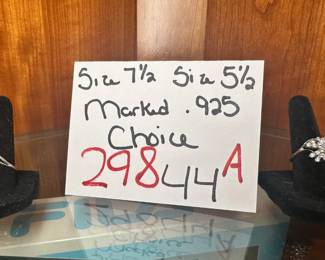 Size 7½ Size 5½
Marked .925
Choice
29844A